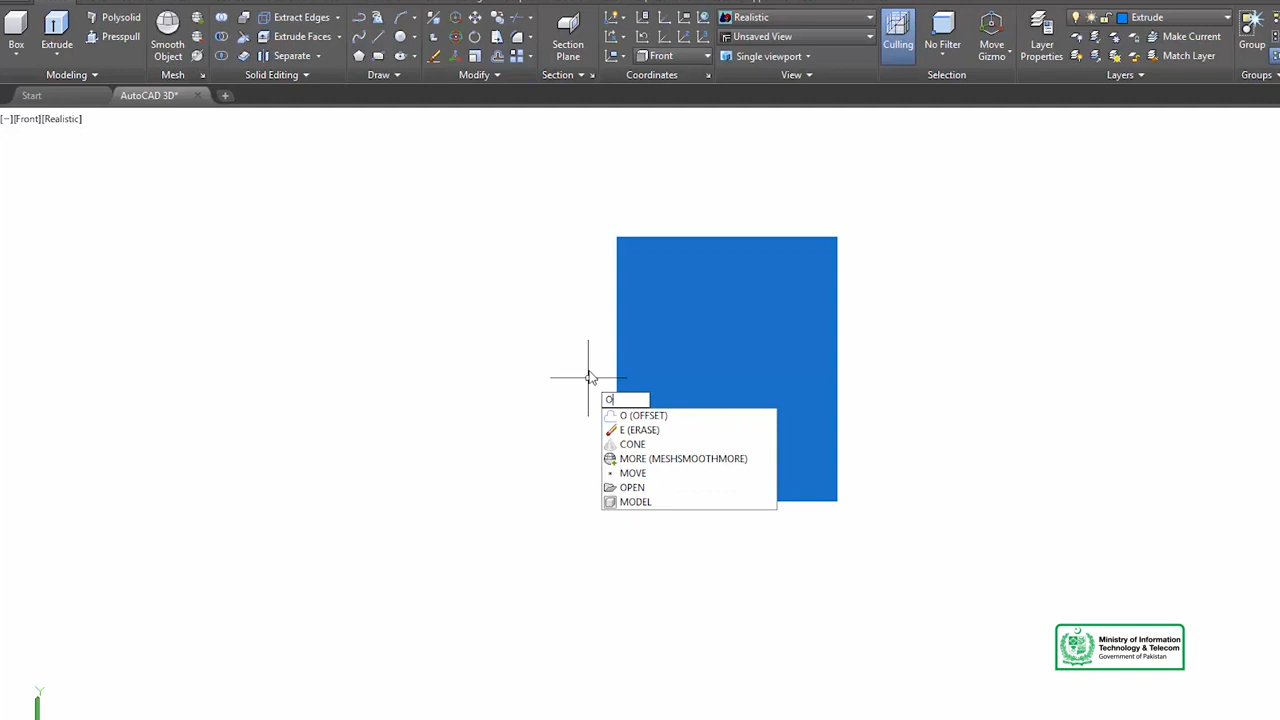 Box
Extrude
Polysolid
Presspull
Smooth
Object
Extract Edges
Extrude Faces
Separate
Section
Plane
Realistic
Unsaved View
Front
Single viewport
Culling
No Filter
Move
Gizmo
Layer
Properties
Extrude
Make Current
Match Layer
Group
Modeling
Mesh
Solid Editing
Draw
Modify
Section
Coordinates
View
Selection
Layers
Groups
Start
AutoCAD 3D*
[−][Front][Realistic]
O
O (OFFSET)
E (ERASE)
CONE
MORE (MESHSMOOTHMORE)
MOVE
OPEN
MODEL
Ministry of Information
Technology & Telecom
Government of Pakistan
Y